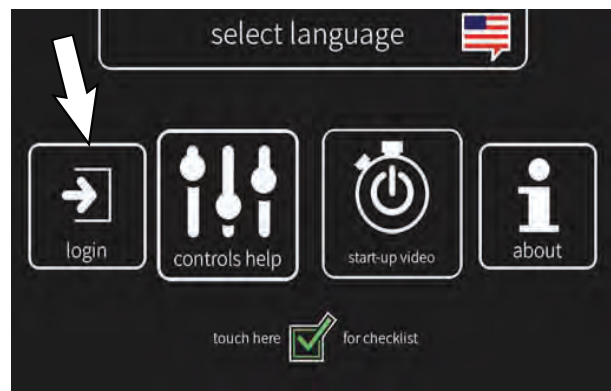 select language
login
controls help
start-up video
about
touch here
for checklist